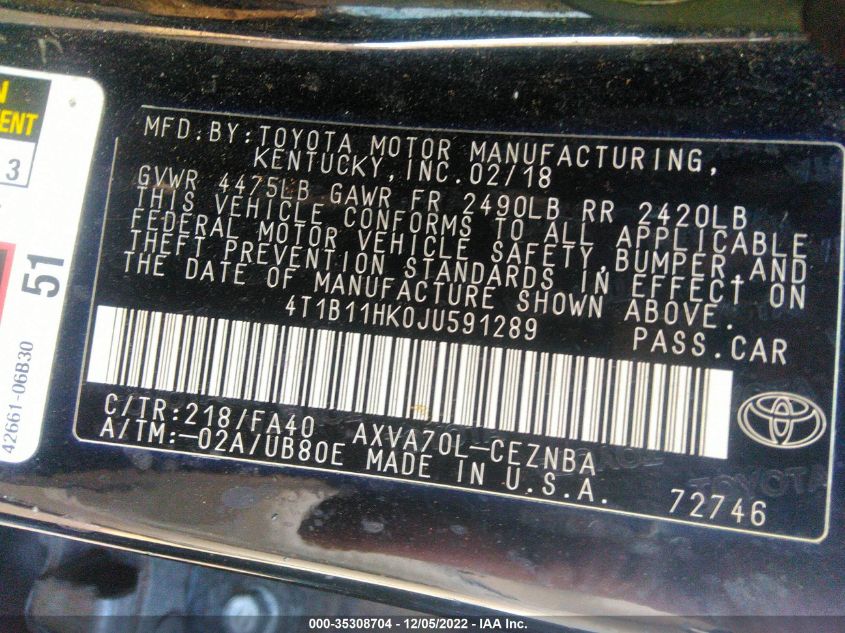 MFD. BY: TOYOTA MOTOR MANUFACTURING,
KENTUCKY, INC. 02/18
GVWR 4475LB GAWR FR 2490LB RR 2420LB
THIS VEHICLE CONFORMS TO ALL APPLICABLE
FEDERAL MOTOR VEHICLE SAFETY, BUMPER, AND
THEFT PREVENTION STANDARDS IN EFFECT ON
THE DATE OF MANUFACTURE SHOWN ABOVE.
4T1B11HK0JU591289 PASS.CAR
C/TR:218/FA40 AXVA70L-CEZNBA
A/TM:-02A/UB80E MADE IN U.S.A.
72746
TOYOTA
ENT
3
51
42661-06B30
000-35308704 - 12/05/2022 - IAA Inc.